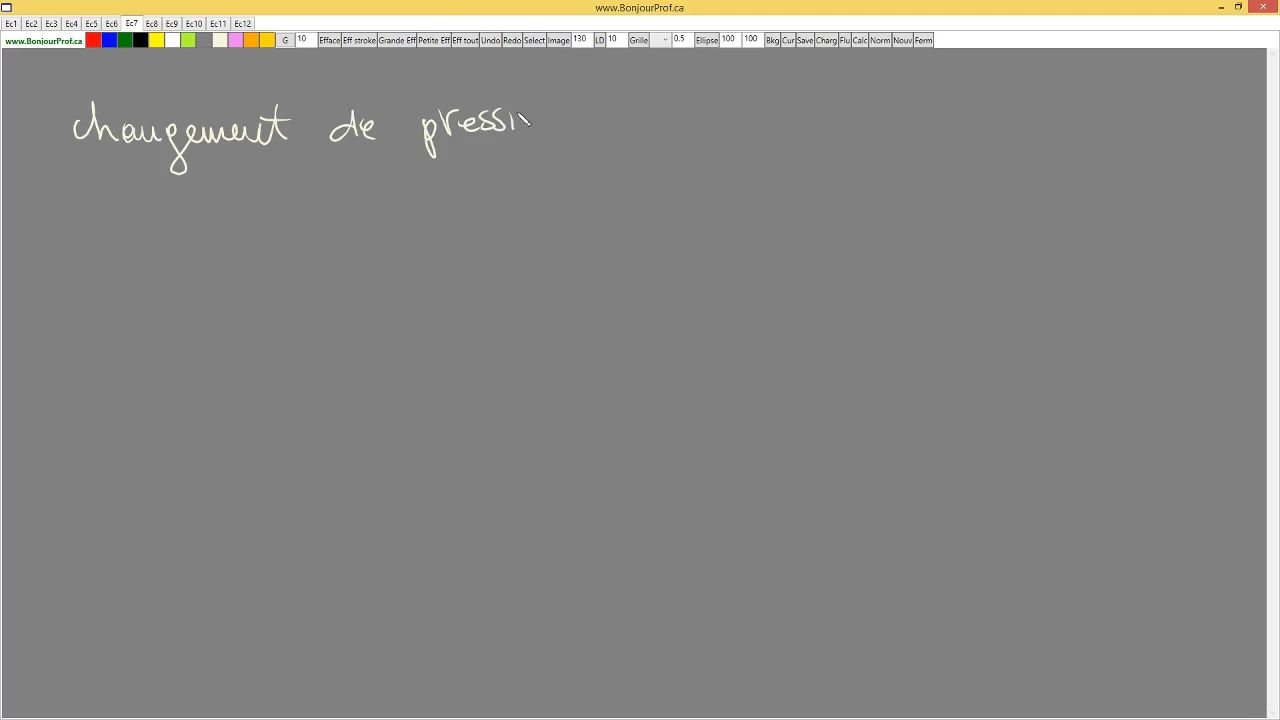 www.BonjourProf.ca
Ec1 Ec2 Ec3 Ec4 Ec5 Ec6 Ec7 Ec8 Ec9 Ec10 Ec11 Ec12
www.BonjourProf.ca G 10 Efface Eff stroke Grande Eff Petite Eff Eff tout Undo Redo Select Image 130 LD 10 Grille 0.5 Ellipse 100 100 Bkg Cur Save Charg Flu Calc Norm Nouv Ferm
changement de pressi